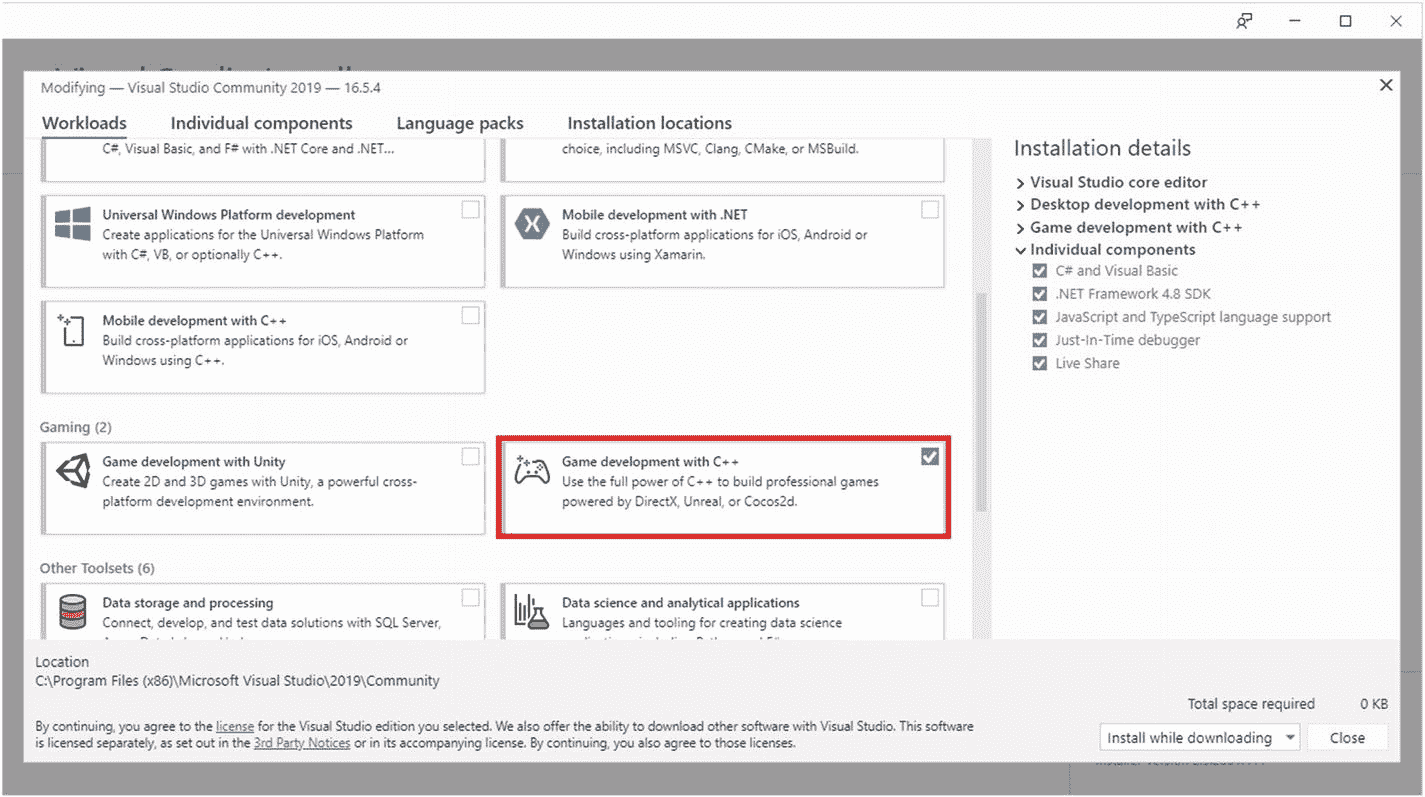 Modifying — Visual Studio Community 2019 — 16.5.4
Workloads
Individual components
Language packs
Installation locations
C#, Visual Basic, and F# with .NET Core and .NET...
choice, including MSVC, Clang, CMake, or MSBuild.
Universal Windows Platform development
Create applications for the Universal Windows Platform
with C#, VB, or optionally C++.
Mobile development with .NET
Build cross-platform applications for iOS, Android or
Windows using Xamarin.
Mobile development with C++
Build cross-platform applications for iOS, Android or
Windows using C++.
Gaming (2)
Game development with Unity
Create 2D and 3D games with Unity, a powerful cross-
platform development environment.
Game development with C++
Use the full power of C++ to build professional games
powered by DirectX, Unreal, or Cocos2d.
Other Toolsets (6)
Data storage and processing
Connect, develop, and test data solutions with SQL Server,
Data science and analytical applications
Languages and tooling for creating data science
Installation details
Visual Studio core editor
Desktop development with C++
Game development with C++
Individual components
C# and Visual Basic
.NET Framework 4.8 SDK
JavaScript and TypeScript language support
Just-In-Time debugger
Live Share
Location
C:\Program Files (x86)\Microsoft Visual Studio\2019\Community
Total space required 0 KB
By continuing, you agree to the license for the Visual Studio edition you selected. We also offer the ability to download other software with Visual Studio. This software
is licensed separately, as set out in the 3rd Party Notices or in its accompanying license. By continuing, you also agree to those licenses.
Install while downloading
Close